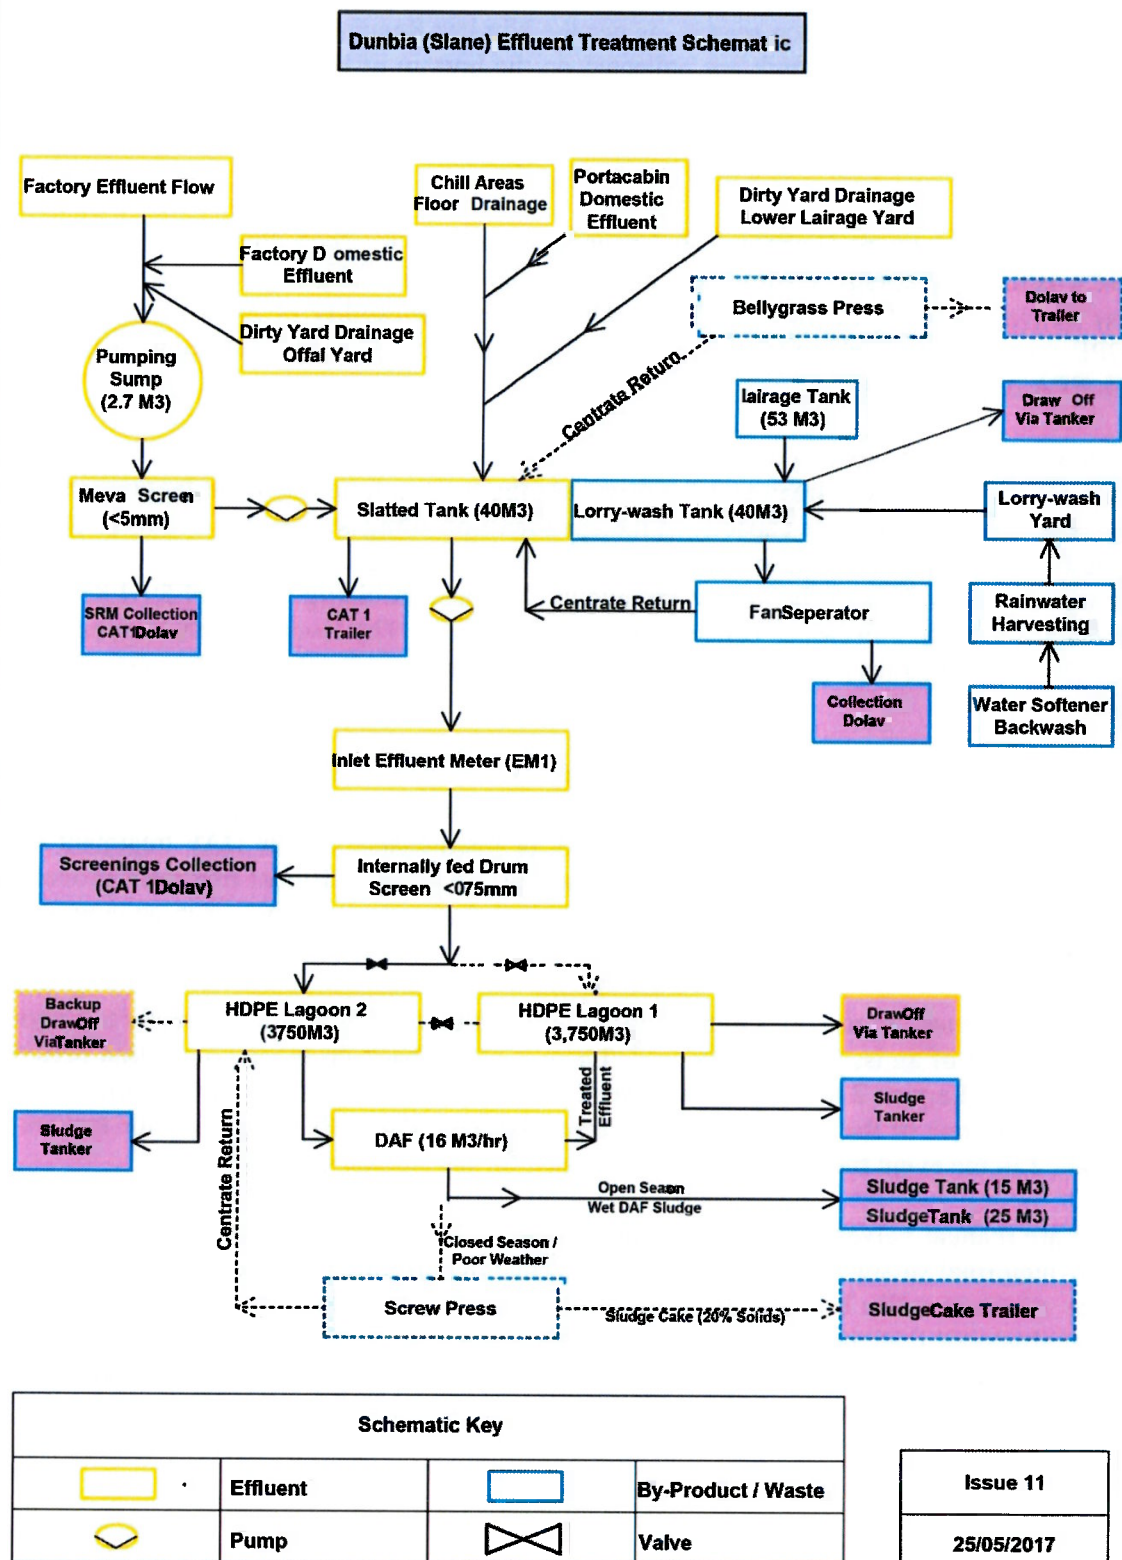 Dunbia (Slane) Effluent Treatment Schemat ic
Factory Effluent Flow
Chill Areas
Floor Drainage
Portacabin
Domestic
Effluent
Dirty Yard Drainage
Lower Lairage Yard
Factory D omestic
Effluent
Dirty Yard Drainage
Offal Yard
Bellygrass Press
Dolav to
Trailer
Pumping
Sump
(2.7 M3)
Centrate Return
lairage Tank
(53 M3)
Draw Off
Via Tanker
Meva Screen
(<5mm)
Slatted Tank (40M3)
Lorry-wash Tank (40M3)
Lorry-wash
Yard
SRM Collection
CAT1Dolav
CAT 1
Trailer
Centrate Return
FanSeperator
Rainwater
Harvesting
Collection
Dolav
Water Softener
Backwash
Inlet Effluent Meter (EM1)
Screenings Collection
(CAT 1Dolav)
Internally fed Drum
Screen <075mm
Backup
DrawOff
ViaTanker
HDPE Lagoon 2
(3750M3)
HDPE Lagoon 1
(3,750M3)
DrawOff
Via Tanker
Sludge
Tanker
Centrate Return
DAF (16 M3/hr)
Treated
Effluent
Sludge
Tanker
Open Seaon
Wet DAF Sludge
Sludge Tank (15 M3)
SludgeTank (25 M3)
Closed Season /
Poor Weather
Screw Press
Sludge Cake (20% Solids)
SludgeCake Trailer
Schematic Key
Effluent
By-Product / Waste
Pump
Valve
Issue 11
25/05/2017